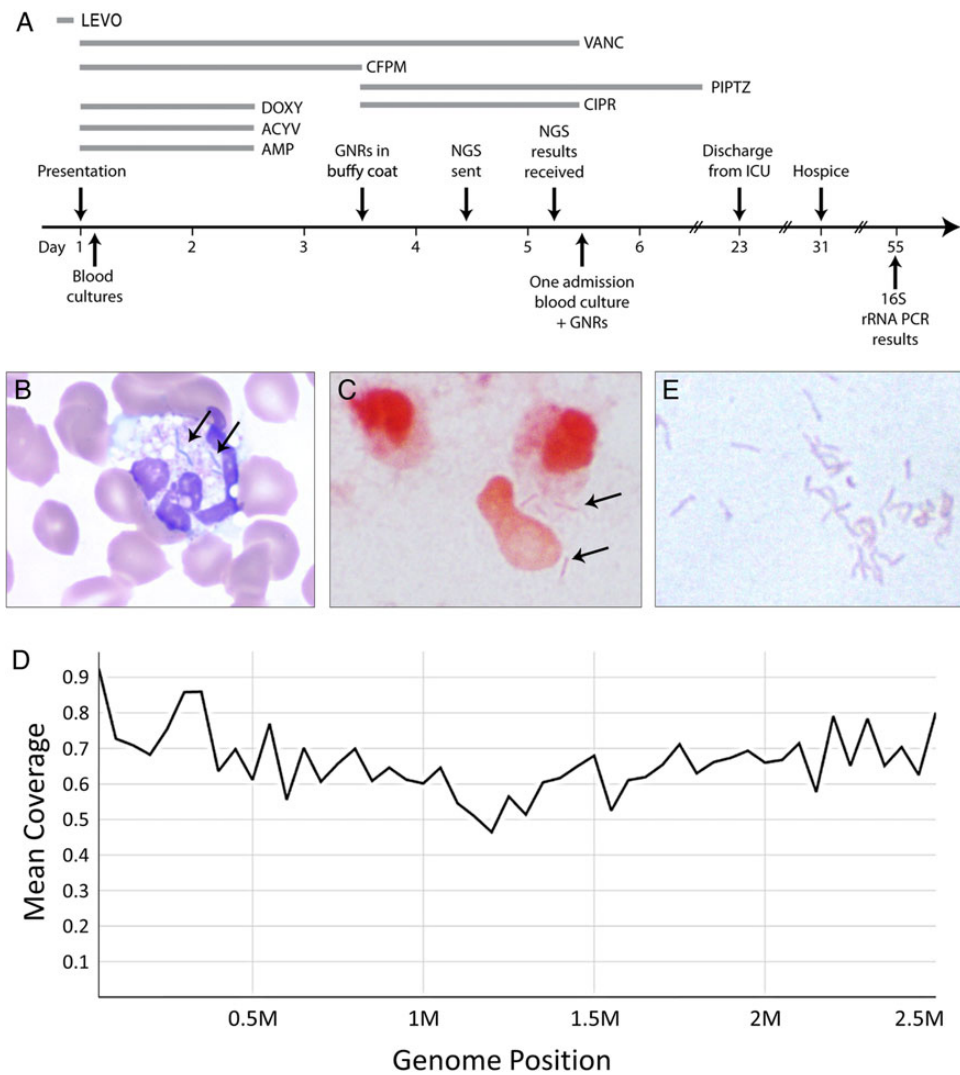 A
LEVO
VANC
CFPM
PIPTZ
DOXY
CIPR
ACYV
AMP
Presentation
GNRs in
buffy coat
NGS
sent
NGS
results
received
Discharge
from ICU
Hospice
Day 1 2 3 4 5 6 23 31 55
Blood
cultures
One admission
blood culture
+ GNRs
16S
rRNA PCR
results
B
C
E
D
Mean Coverage
0.9
0.8
0.7
0.6
0.5
0.4
0.3
0.2
0.1
0.5M 1M 1.5M 2M 2.5M
Genome Position